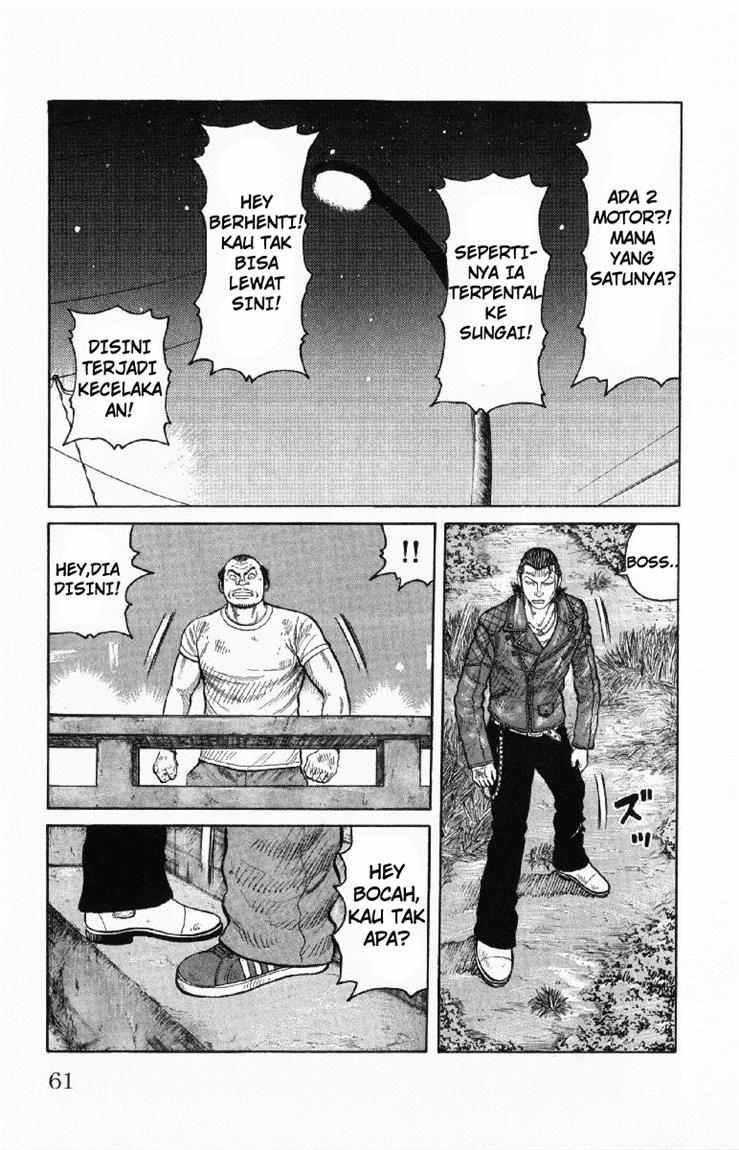 ADA 2
MOTOR?!
MANA
YANG
SATUNYA?
SEPERTI-
NYA IA
TERPENTAL
KE
SUNGAI!
HEY
BERHENTI!
KAU TAK
BISA
LEWAT
SINI!
DISINI
TERJADI
KECELAKA
AN!
BOSS..
ズッ
!!
HEY,DIA
DISINI!
HEY
BOCAH,
KAU TAK
APA?
61